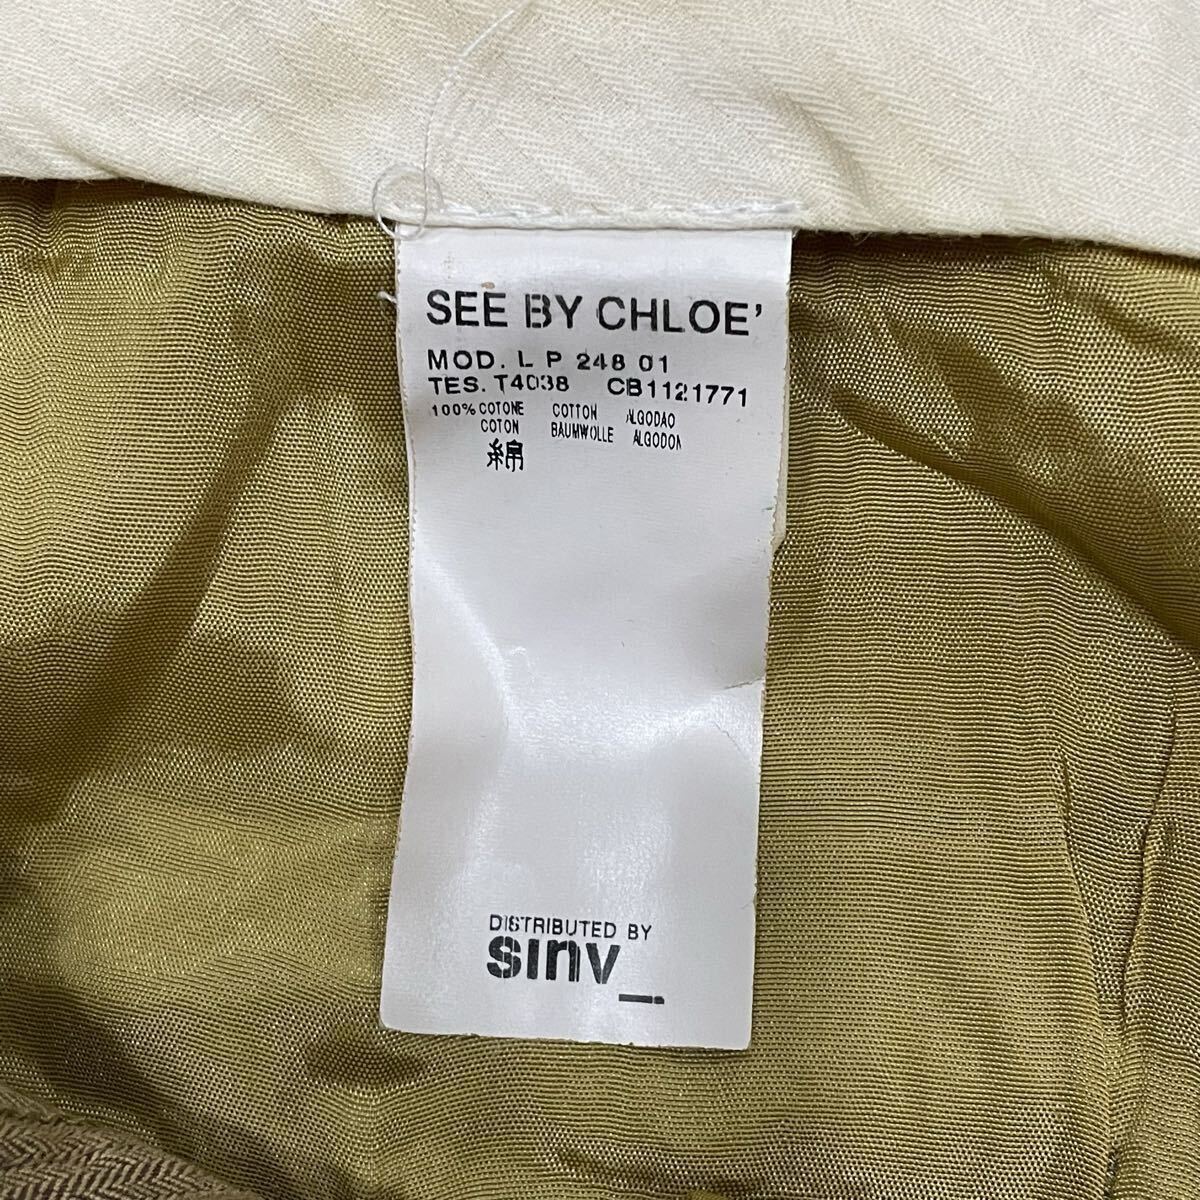 SEE BY CHLOE'
MOD. L P 248 01
TES. T4038 CB1121771
100% COTONE COTTON ALGODAO
COTON BAUMWOLLE ALGODON
綿
DISTRIBUTED BY
sinv_.